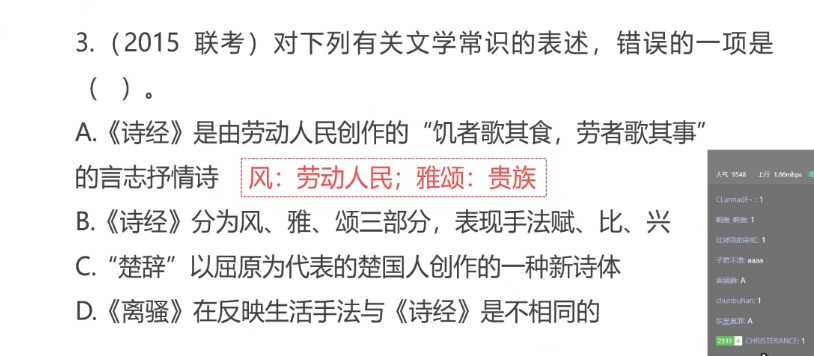 3.（2015 联考）对下列有关文学常识的表述，错误的一项是
（ ）。
A.《诗经》是由劳动人民创作的“饥者歌其食，劳者歌其事”
的言志抒情诗 风：劳动人民；雅颂：贵族
B.《诗经》分为风、雅、颂三部分，表现手法赋、比、兴
C.“楚辞”以屈原为代表的楚国人创作的一种新诗体
D.《离骚》在反映生活手法与《诗经》是不相同的
人气 9548 上行 1.86mbps
: 1
: 1
: 1
: aaaa
: A
chunbuhan: 1
: A
2333 4 CHRISTERANCE: 1